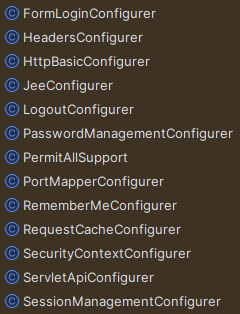 FormLoginConfigurer
HeadersConfigurer
HttpBasicConfigurer
JeeConfigurer
LogoutConfigurer
PasswordManagementConfigurer
PermitAllSupport
PortMapperConfigurer
RememberMeConfigurer
RequestCacheConfigurer
SecurityContextConfigurer
ServletApiConfigurer
SessionManagementConfigurer